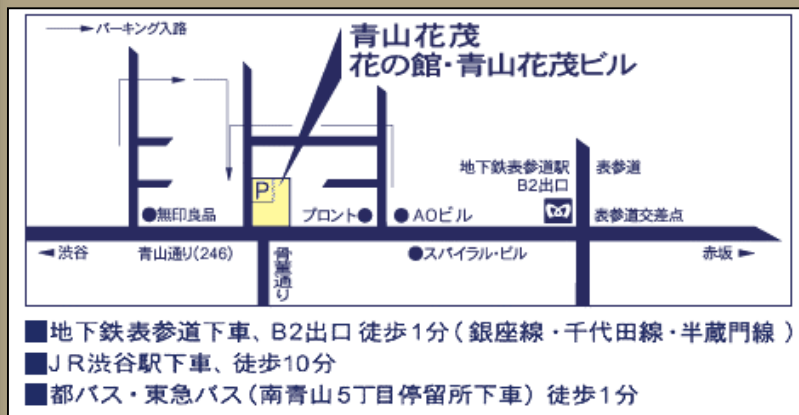 パーキング入路
青山花茂
花の館・青山花茂ビル
地下鉄表参道駅
B2出口
表参道
P
●無印良品
プロント●
●AOビル
表参道交差点
◄渋谷
青山通り(246)
骨董通り
●スパイラル・ビル
赤坂►
■地下鉄表参道下車、B2出口 徒歩1分(銀座線・千代田線・半蔵門線)
■JR渋谷駅下車、徒歩10分
■都バス・東急バス(南青山5丁目停留所下車) 徒歩1分